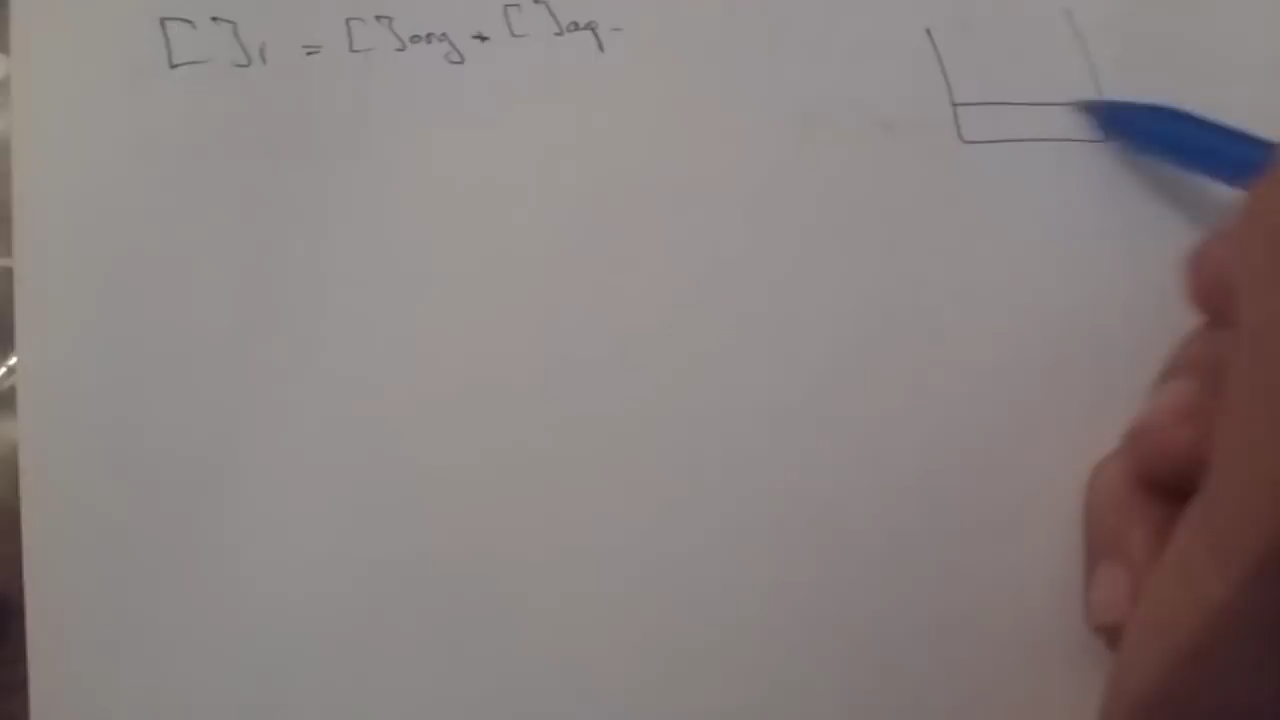 [ ]₁ = [ ]org + [ ]aq.